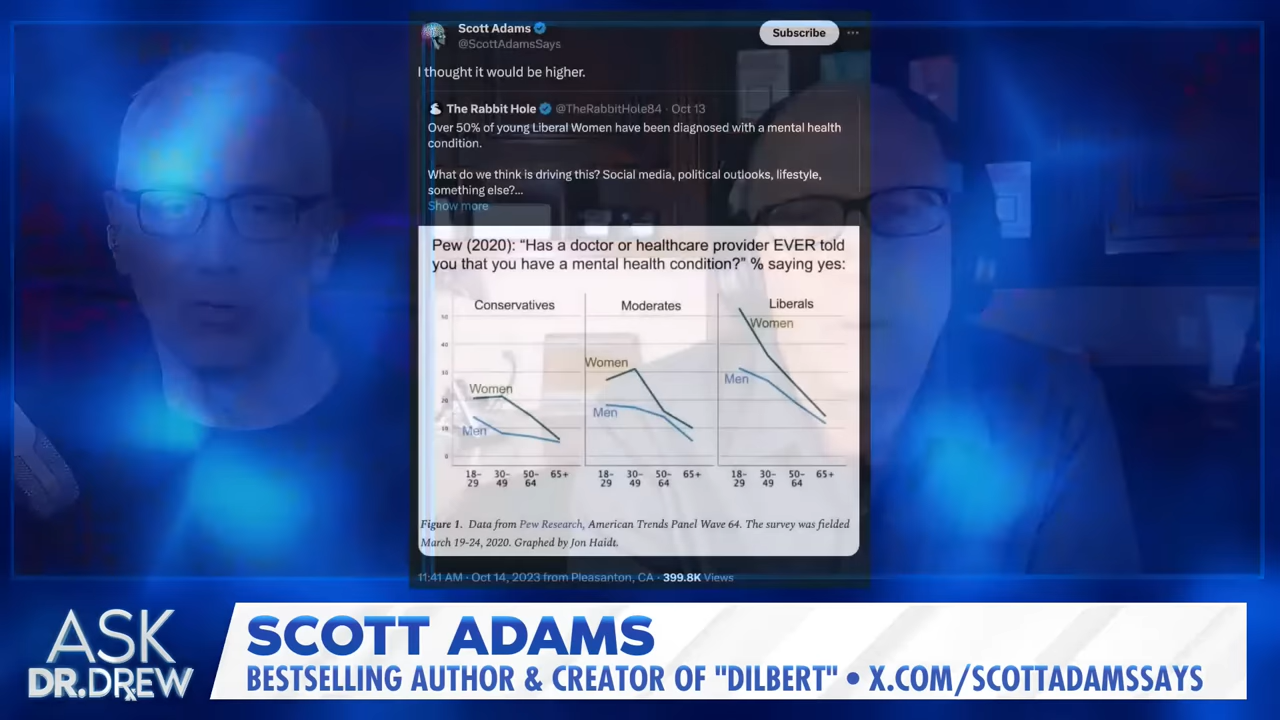 Scott Adams
@ScottAdamsSays
Subscribe
I thought it would be higher.
The Rabbit Hole @TheRabbitHole84 · Oct 13
Over 50% of young Liberal Women have been diagnosed with a mental health
condition.
What do we think is driving this? Social media, political outlooks, lifestyle,
something else?...
Show more
Pew (2020): “Has a doctor or healthcare provider EVER told
you that you have a mental health condition?” % saying yes:
Conservatives
Moderates
Liberals
50
40
30
20
10
0
Women
Men
Women
Men
Women
Men
18-
29
30-
49
50-
64
65+
18-
29
30-
49
50-
64
65+
18-
29
30-
49
50-
64
65+
Figure 1. Data from Pew Research, American Trends Panel Wave 64. The survey was fielded
March 19-24, 2020. Graphed by Jon Haidt.
11:41 AM · Oct 14, 2023 from Pleasanton, CA · 399.8K Views
ASK
DR.DREW
SCOTT ADAMS
BESTSELLING AUTHOR & CREATOR OF "DILBERT" • X.COM/SCOTTADAMSSAYS